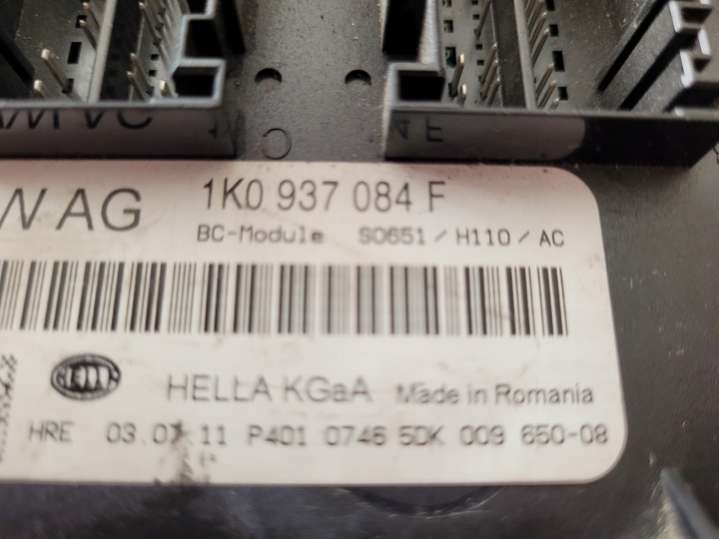 W AG 1K0 937 084 F
BC-Module S0651 / H110 / AC
HELLA KGaA Made in Romania
HRE 03.07 11 P401 0746 5DK 009 650-08